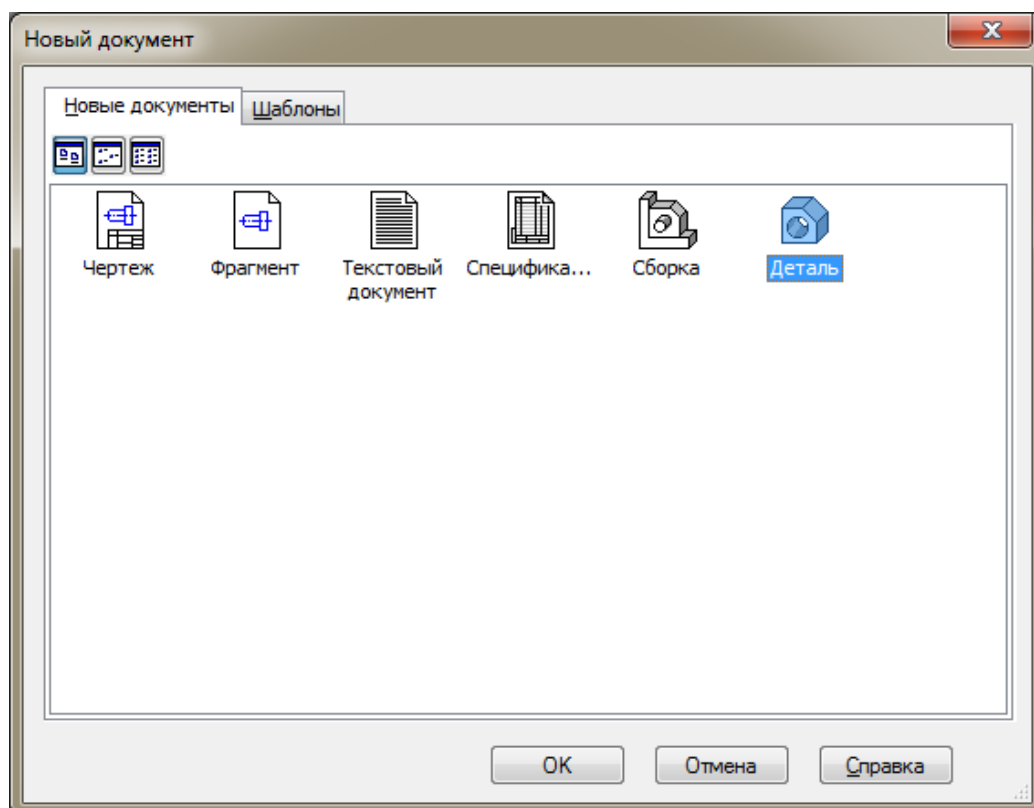 Новый документ
Новые документы
Шаблоны
Чертеж
Фрагмент
Текстовый
документ
Специфика...
Сборка
Деталь
OK
Отмена
Справка